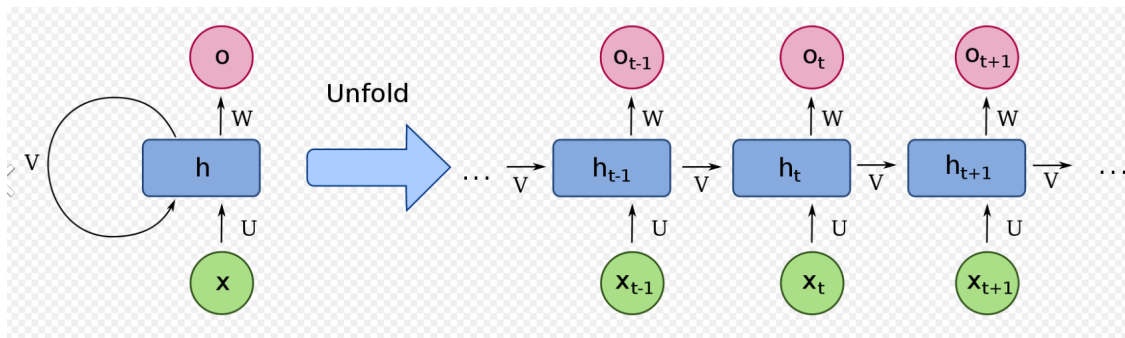 o
W
V
h
U
x
Unfold
o_{t-1} o_t o_{t+1}
W W W
... V h_{t-1} V h_t V h_{t+1} V ...
U U U
x_{t-1} x_t x_{t+1}